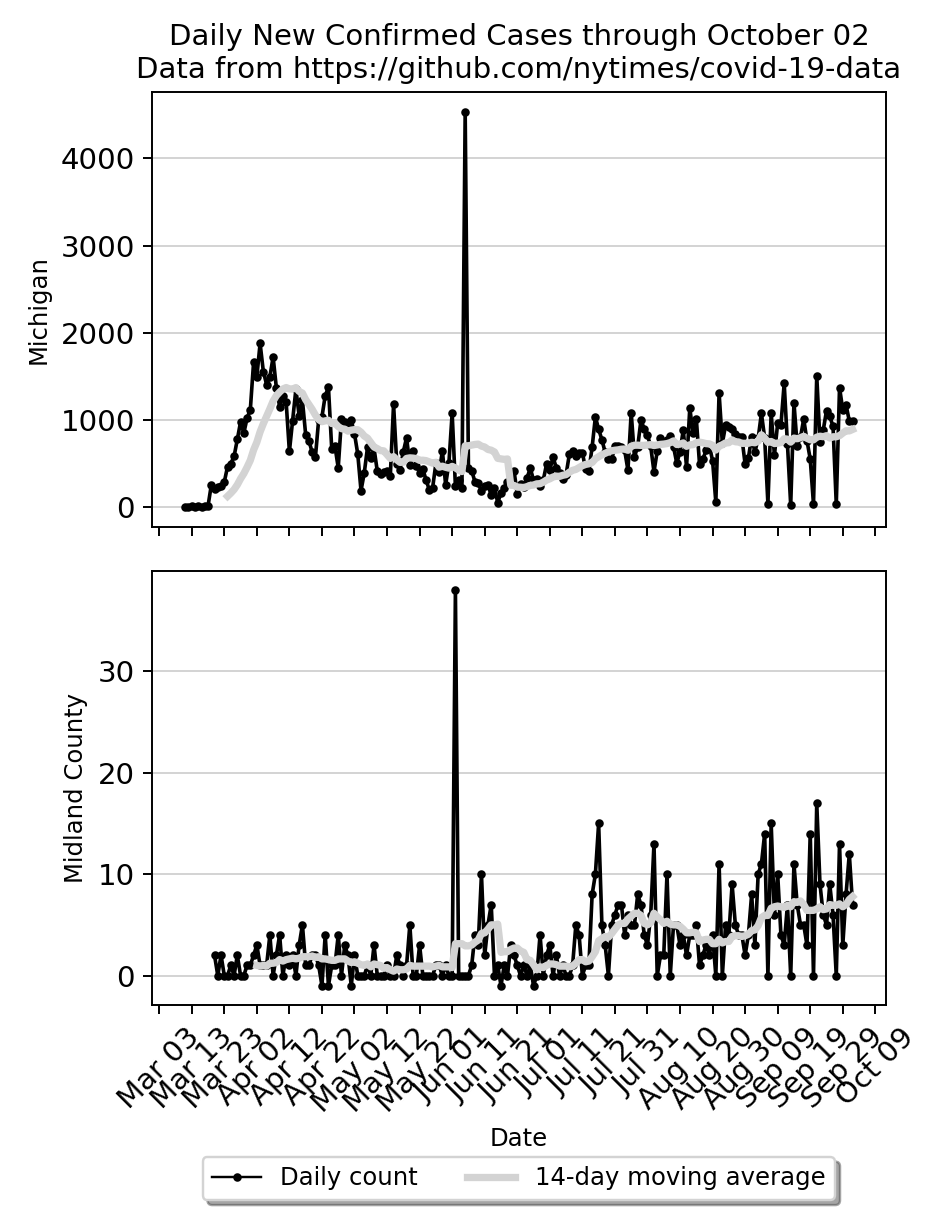 Daily New Confirmed Cases through October 02
Data from https://github.com/nytimes/covid-19-data
4000
3000
2000
1000
0
Michigan
30
20
10
0
Midland County
Mar 03
Mar 13
Mar 23
Apr 02
Apr 12
Apr 22
May 02
May 12
May 22
Jun 01
Jun 11
Jun 21
Jul 01
Jul 11
Jul 21
Jul 31
Aug 10
Aug 20
Aug 30
Sep 09
Sep 19
Sep 29
Oct 09
Date
Daily count
14-day moving average